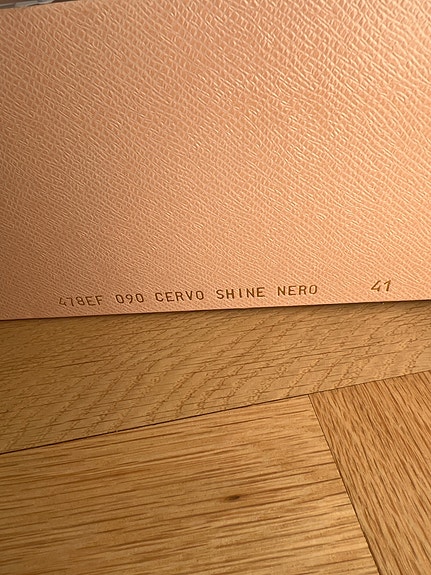 478EF 090 CERVO SHINE NERO 41